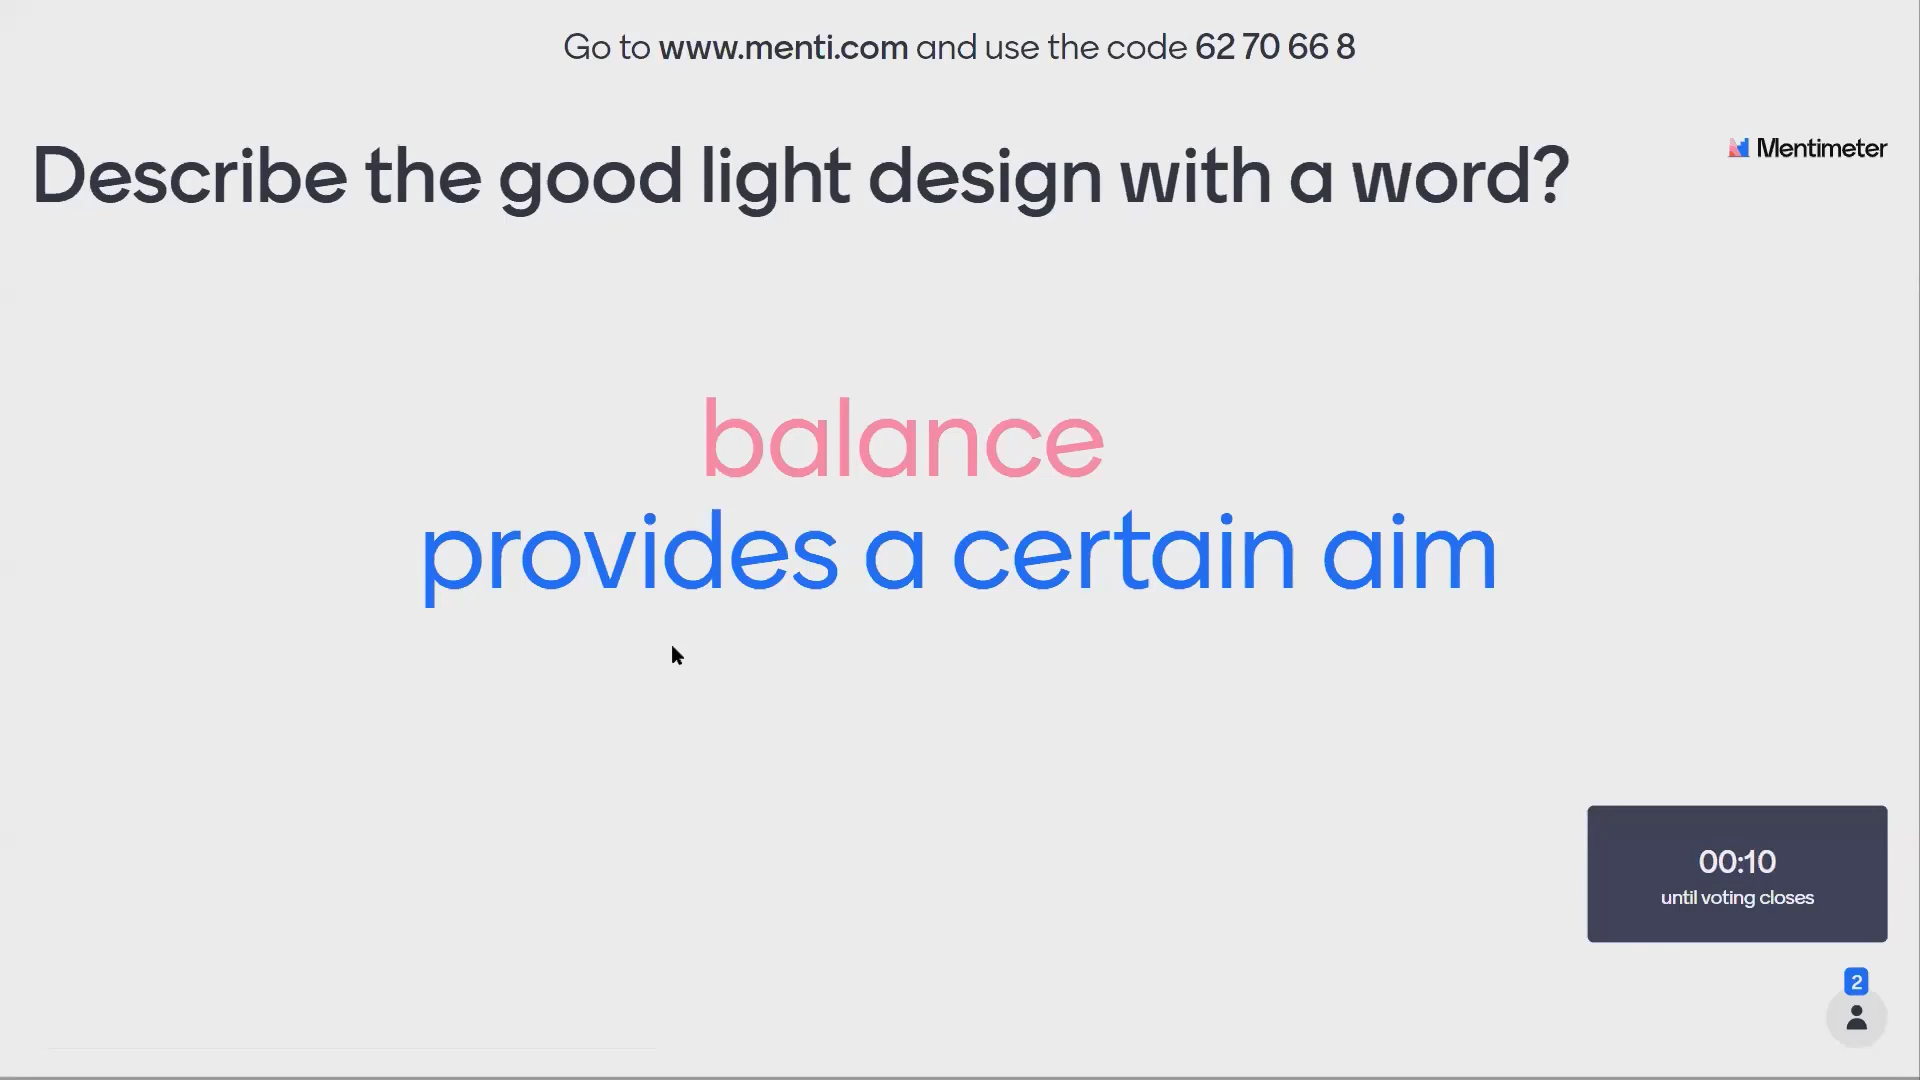 Go to www.menti.com and use the code 62 70 66 8
Describe the good light design with a word?
Mentimeter
balance
provides a certain aim
00:10
until voting closes
2